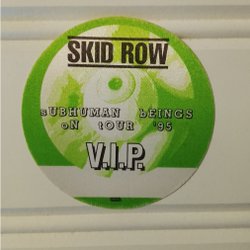 SKID ROW
sUBHUMAN bEINGS
oN tOUR '95
V.I.P.